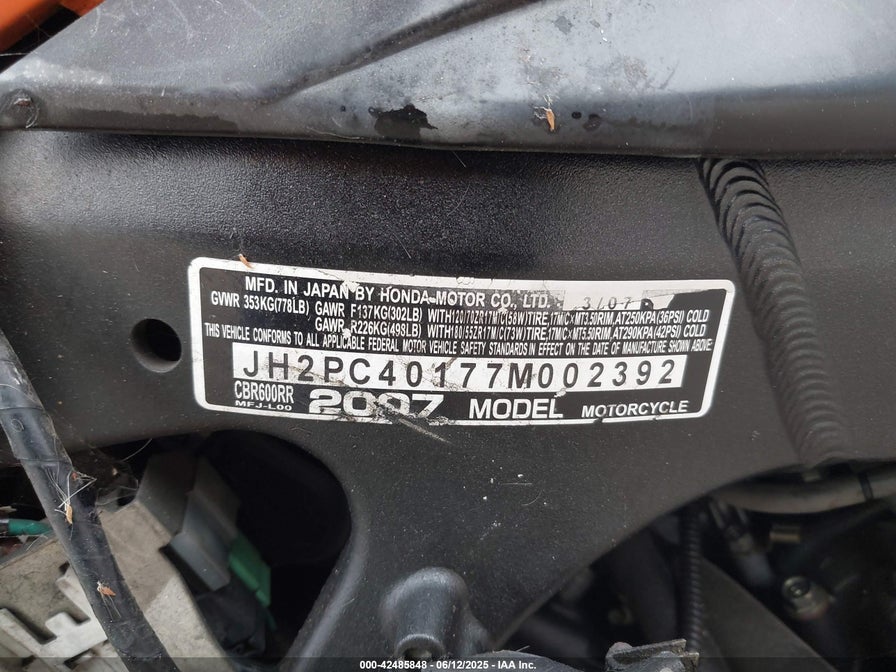 MFD. IN JAPAN BY HONDA MOTOR CO., LTD. 3/07
GVWR 353KG(778LB) GAWR F137KG(302LB) WITH120/70ZR17M/C(58W)TIRE,17M/C×MT3.50RIM,AT250KPA(36PSI) COLD
GAWR R226KG(498LB) WITH180/55ZR17M/C(73W)TIRE,17M/C×MT5.50RIM,AT290KPA(42PSI) COLD
THIS VEHICLE CONFORMS TO ALL APPLICABLE FEDERAL MOTOR VEHICLE SAFETY STANDARDS IN EFFECT ON THE DATE OF MANUFACTURE SHOWN ABOVE.
JH2PC40177M002392
CBR600RR
MFJ-L00
2007 MODEL MOTORCYCLE
000-42485848 - 06/12/2025 - IAA Inc.